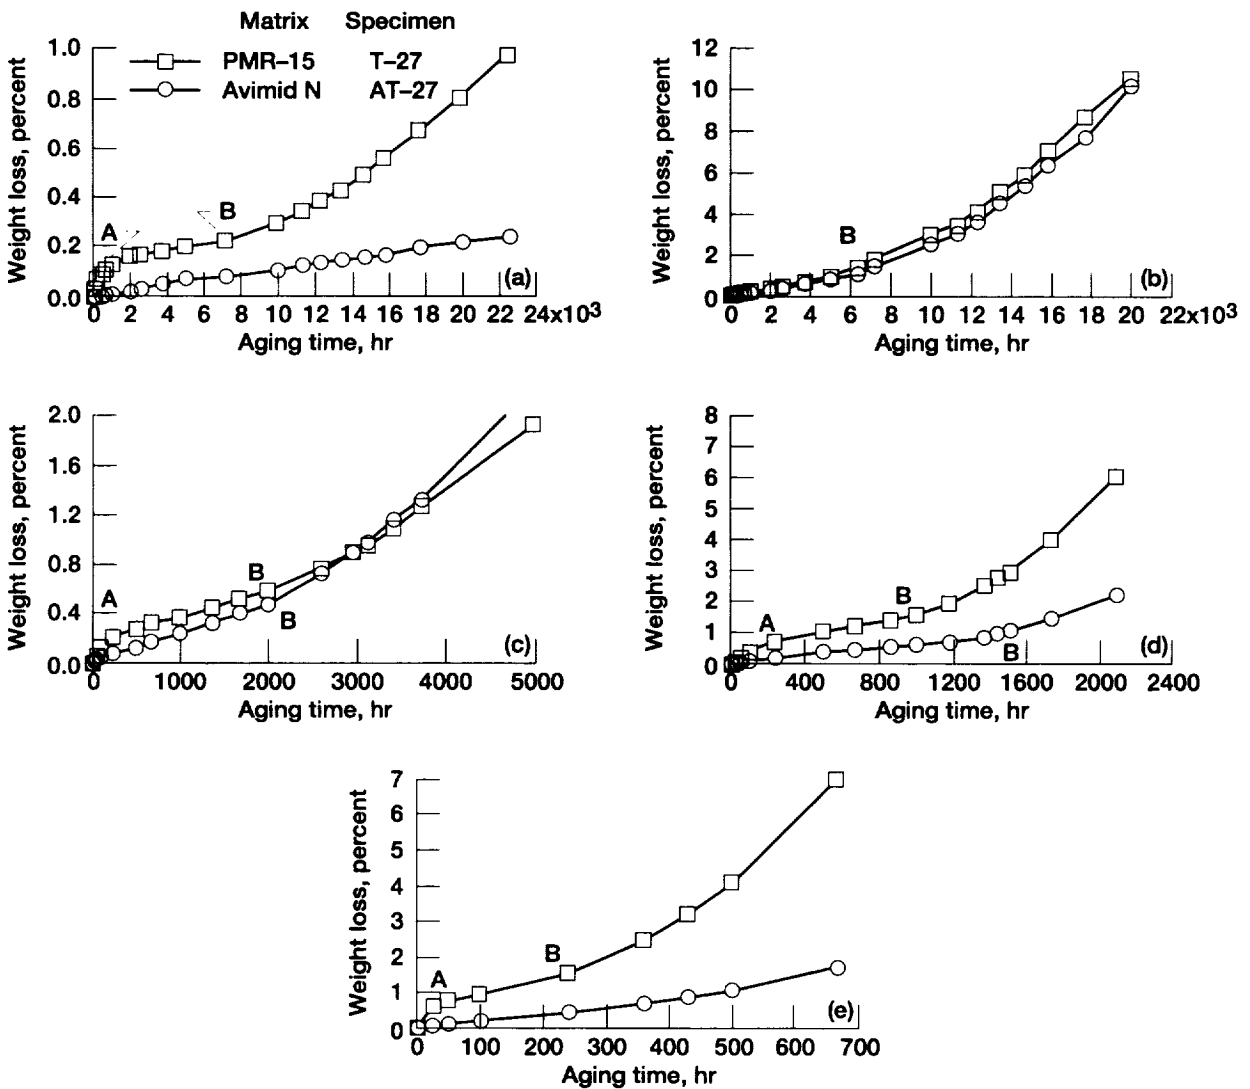 Matrix Specimen
PMR–15 T–27
Avimid N AT–27
Weight loss, percent
1.0
0.8
0.6
0.4
0.2
0.0
A
B
(a)
0 2 4 6 8 10 12 14 16 18 20 22 24x10³
Aging time, hr
Weight loss, percent
12
10
8
6
4
2
0
B
(b)
0 2 4 6 8 10 12 14 16 18 20 22x10³
Aging time, hr
Weight loss, percent
2.0
1.6
1.2
0.8
0.4
0.0
A
B
B
(c)
0 1000 2000 3000 4000 5000
Aging time, hr
Weight loss, percent
8
7
6
5
4
3
2
1
0
A
B
B
(d)
0 400 800 1200 1600 2000 2400
Aging time, hr
Weight loss, percent
7
6
5
4
3
2
1
0
A
B
(e)
0 100 200 300 400 500 600 700
Aging time, hr